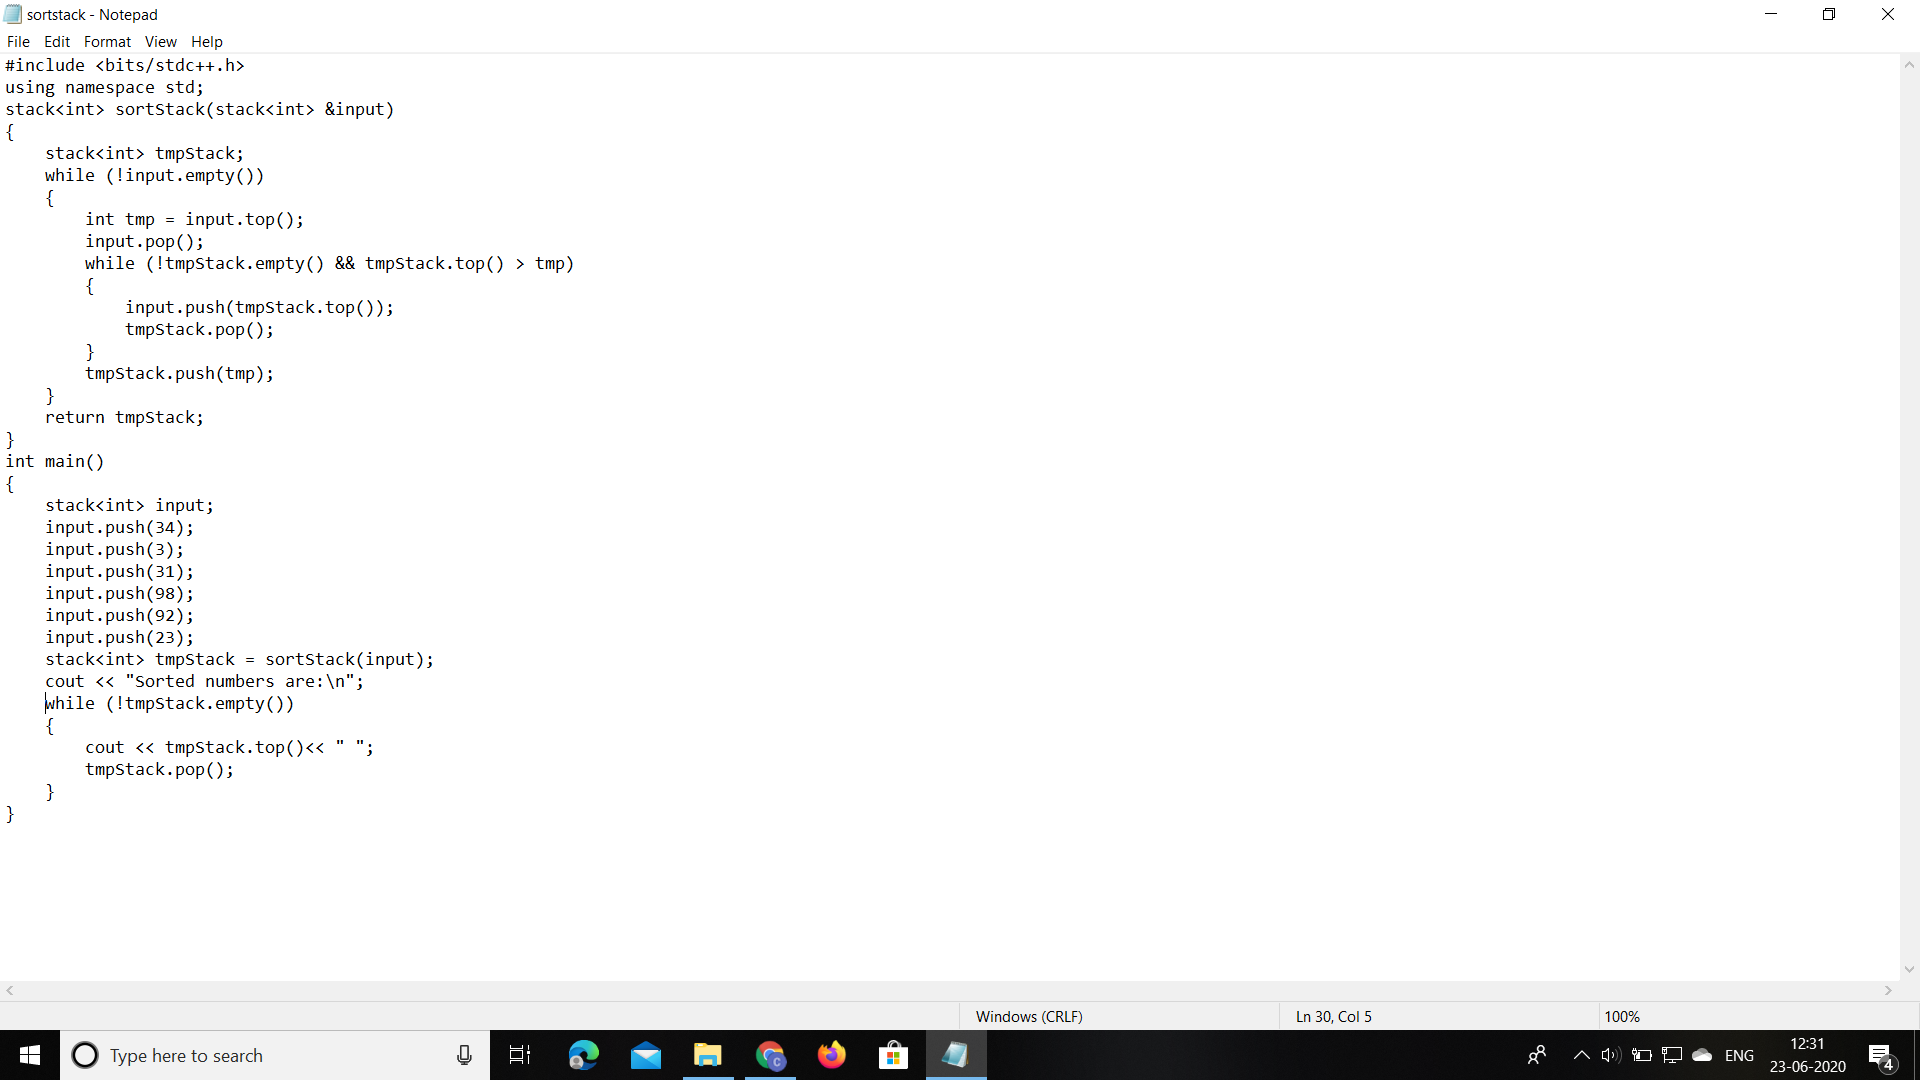 sortstack - Notepad
File Edit Format View Help
#include <bits/stdc++.h>
using namespace std;
stack<int> sortStack(stack<int> &input)
{
    stack<int> tmpStack;
    while (!input.empty())
    {
        int tmp = input.top();
        input.pop();
        while (!tmpStack.empty() && tmpStack.top() > tmp)
        {
            input.push(tmpStack.top());
            tmpStack.pop();
        }
        tmpStack.push(tmp);
    }
    return tmpStack;
}
int main()
{
    stack<int> input;
    input.push(34);
    input.push(3);
    input.push(31);
    input.push(98);
    input.push(92);
    input.push(23);
    stack<int> tmpStack = sortStack(input);
    cout << "Sorted numbers are:\n";
    while (!tmpStack.empty())
    {
        cout << tmpStack.top()<< " ";
        tmpStack.pop();
    }
}
Windows (CRLF) Ln 30, Col 5 100%
Type here to search
C
ENG
12:31
23-06-2020
4